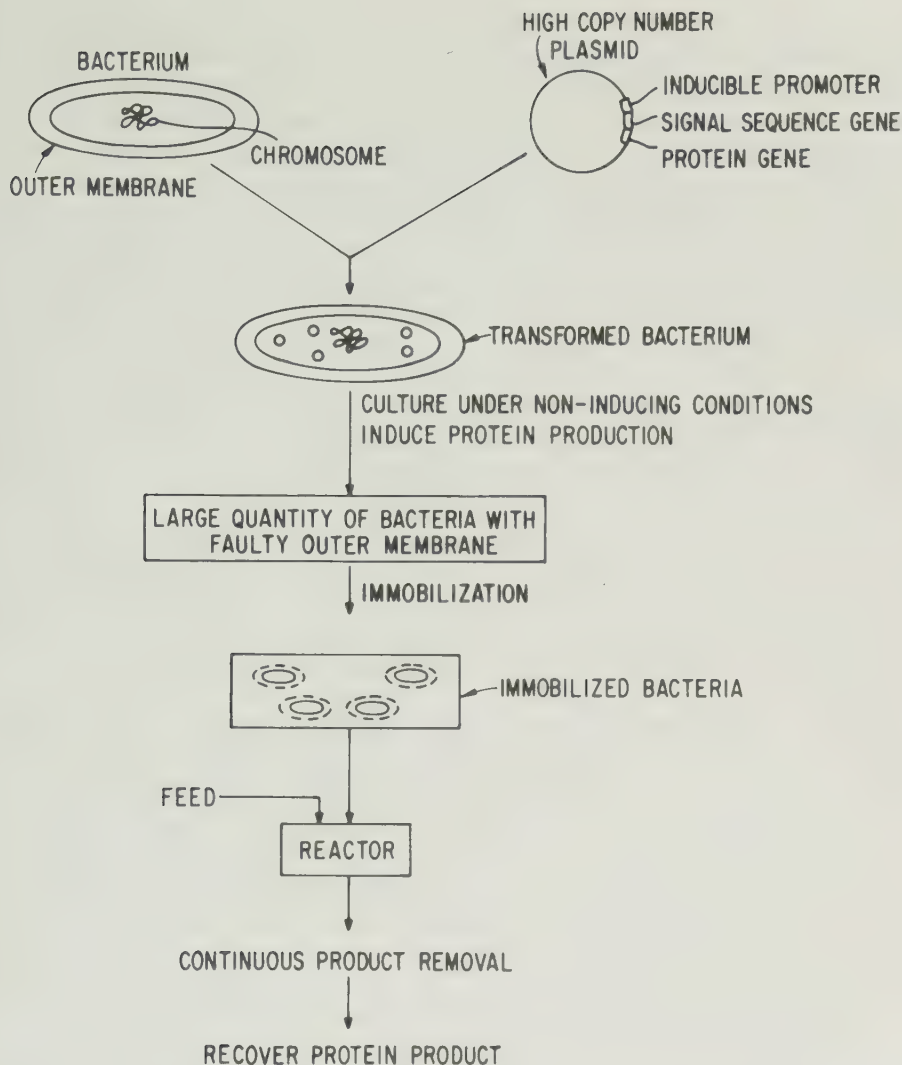 HIGH COPY NUMBER
PLASMID
BACTERIUM
INDUCIBLE PROMOTER
SIGNAL SEQUENCE GENE
PROTEIN GENE
CHROMOSOME
OUTER MEMBRANE
TRANSFORMED BACTERIUM
CULTURE UNDER NON-INDUCING CONDITIONS
INDUCE PROTEIN PRODUCTION
LARGE QUANTITY OF BACTERIA WITH
FAULTY OUTER MEMBRANE
IMMOBILIZATION
IMMOBILIZED BACTERIA
FEED
REACTOR
CONTINUOUS PRODUCT REMOVAL
RECOVER PROTEIN PRODUCT